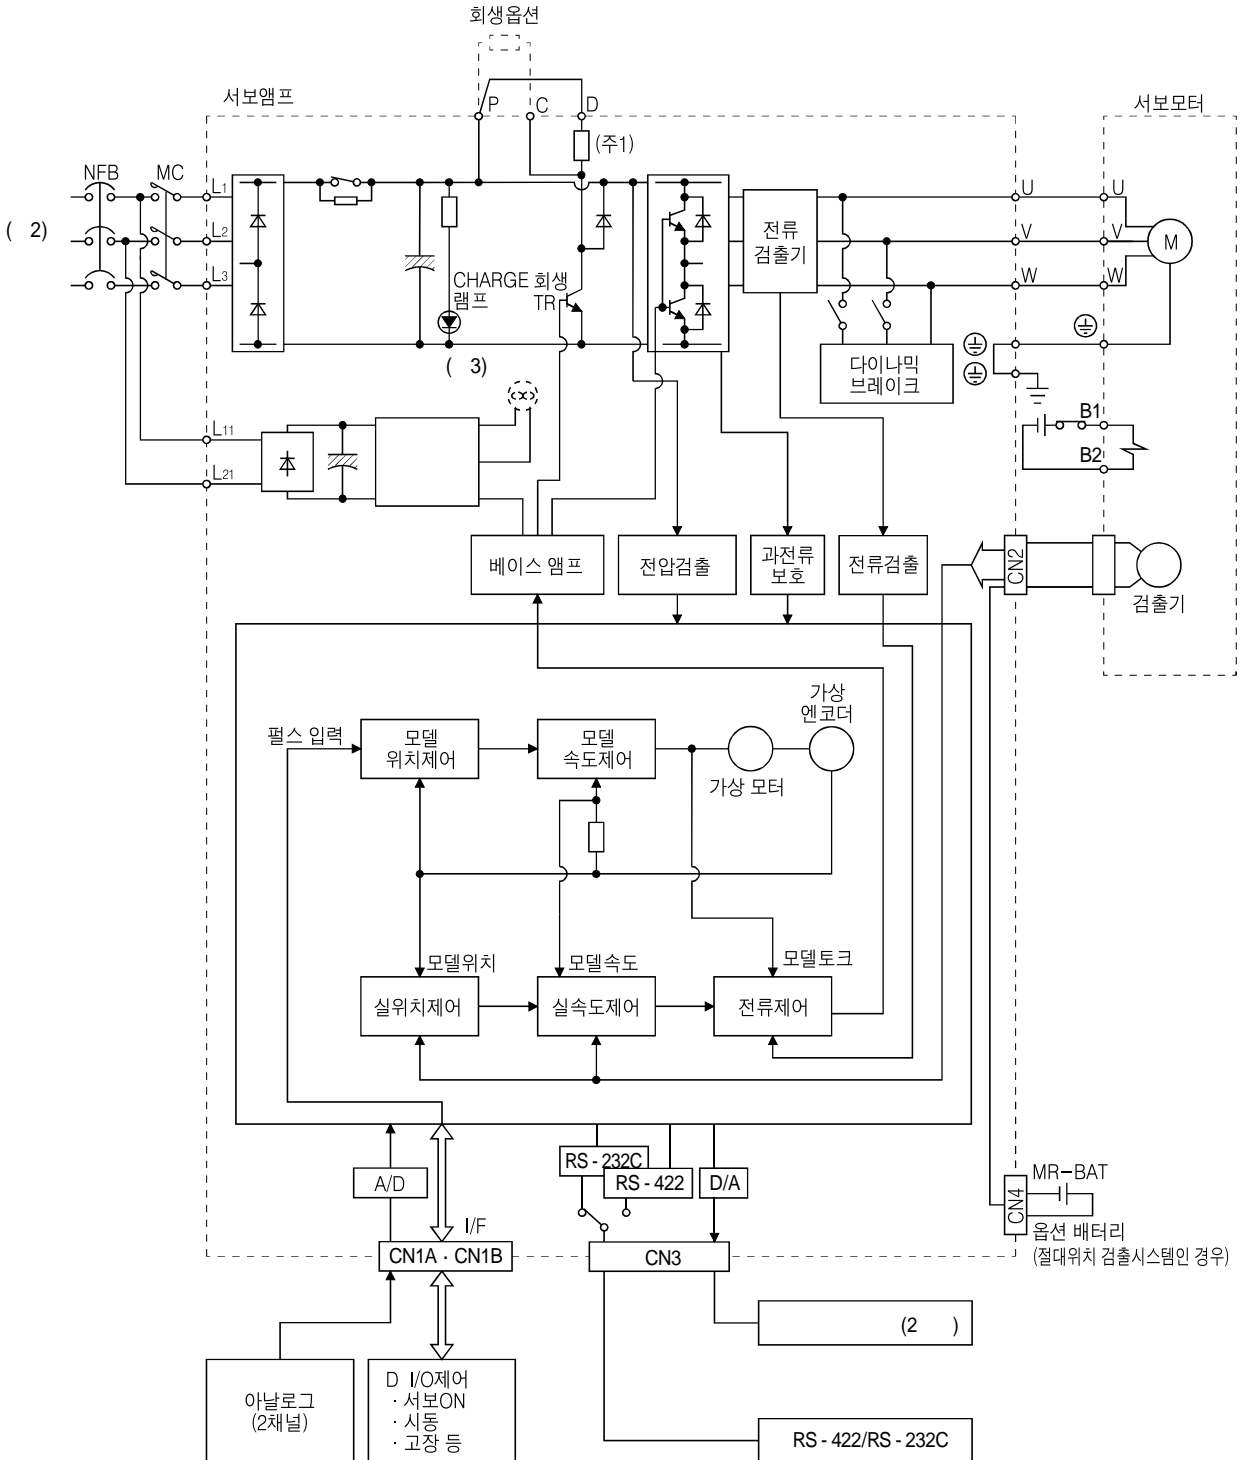 회생옵션
서보앰프
P
C
D
서보모터
(주1)
NFB
MC
L1
L2
L3
( 2)
전류
검출기
U
V
W
U
V
W
M
CHARGE
램프
회생
TR
( 3)
다이나믹
브레이크
L11
L21
B1
B2
베이스 앰프
전압검출
과전류
보호
전류검출
CN2
검출기
펄스 입력
모델
위치제어
모델
속도제어
가상
엔코더
가상 모터
모델위치
모델속도
모델토크
실위치제어
실속도제어
전류제어
A/D
I/F
RS - 232C
RS - 422
D/A
CN4
MR-BAT
옵션 배터리
(절대위치 검출시스템인 경우)
CN1A · CN1B
CN3
(2 )
아날로그
(2채널)
D I/O제어
· 서보ON
· 시동
· 고장 등
RS - 422/RS - 232C